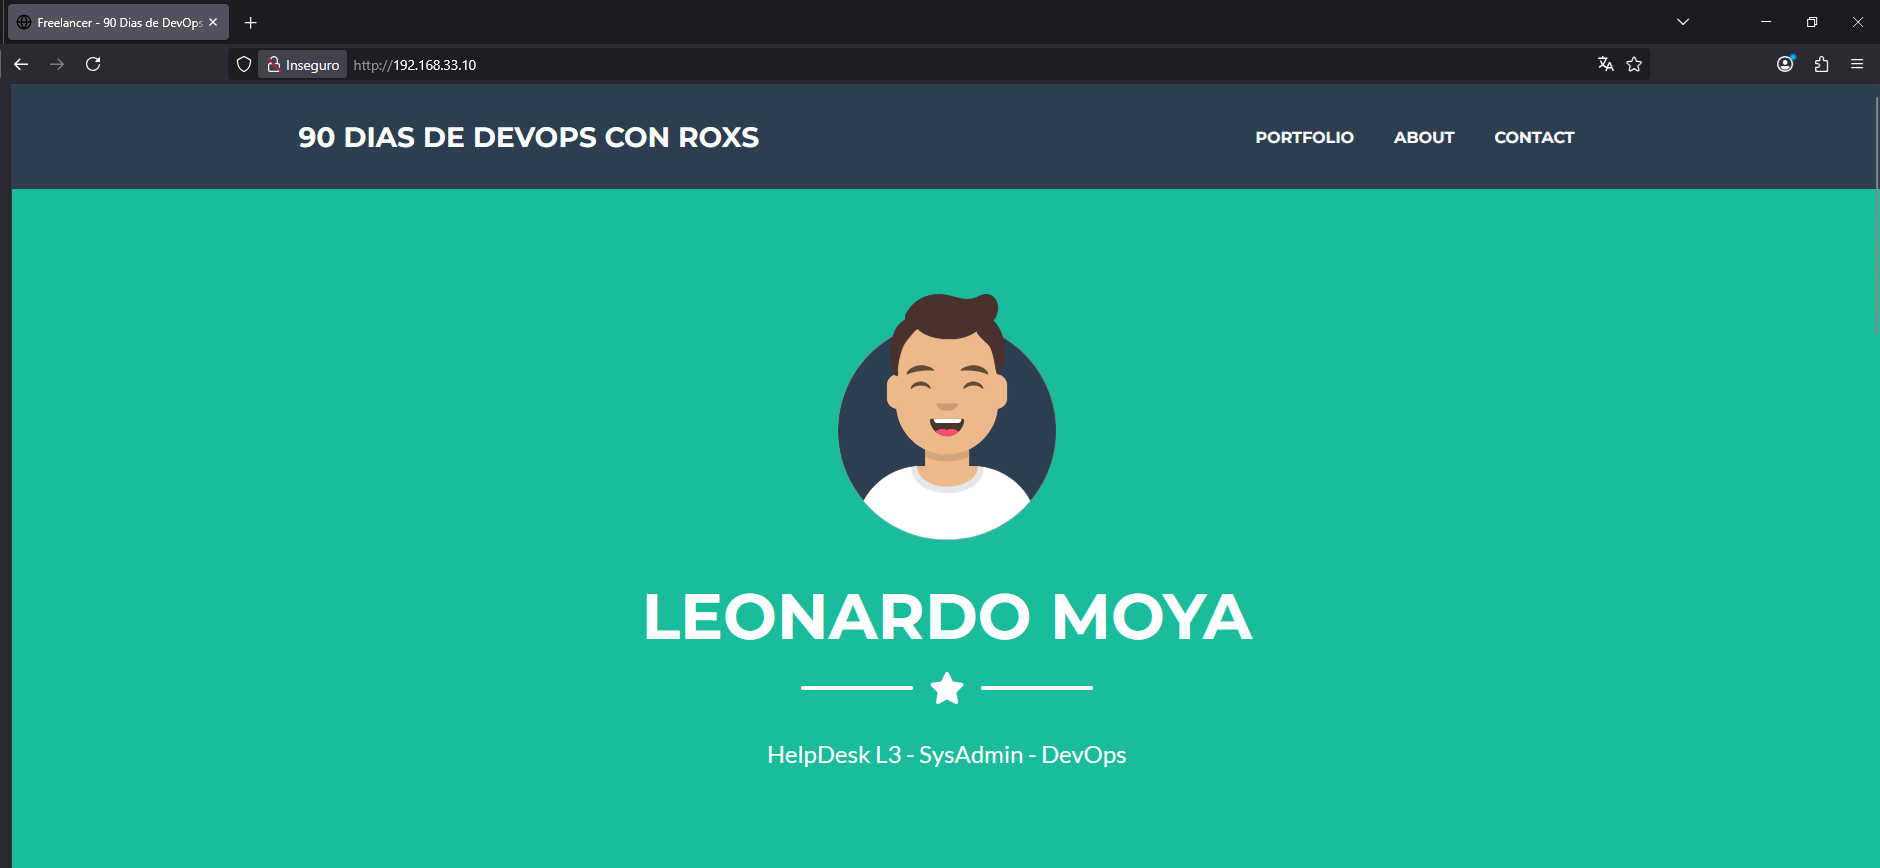 Freelancer - 90 Dias de DevOps
Inseguro http://192.168.33.10
90 DIAS DE DEVOPS CON ROXS
PORTFOLIO ABOUT CONTACT
LEONARDO MOYA
HelpDesk L3 - SysAdmin - DevOps